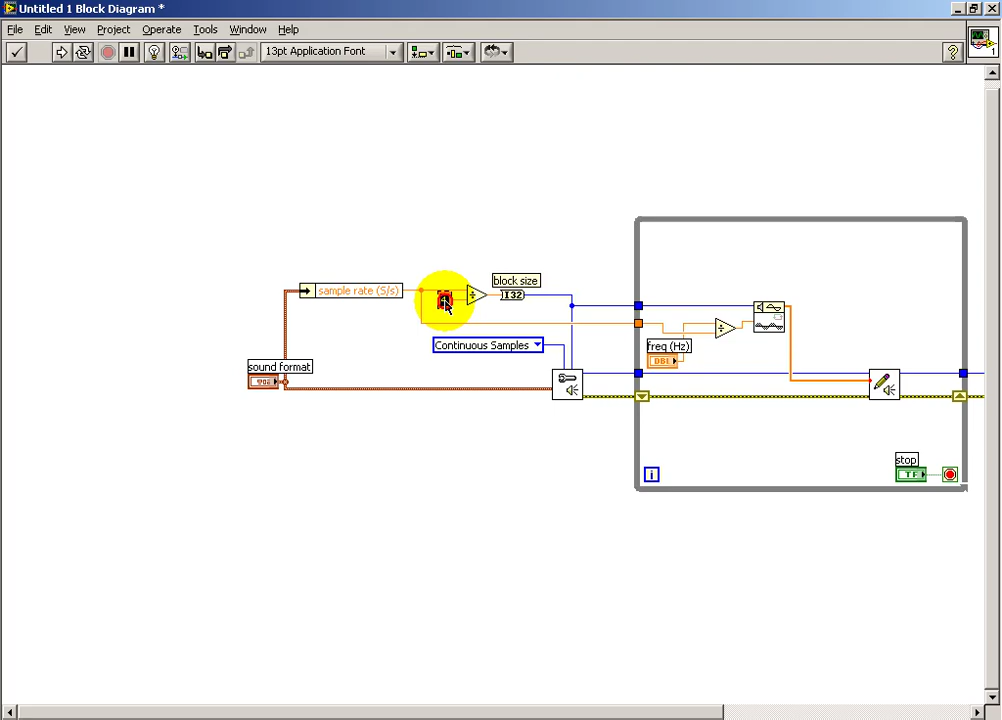 Untitled 1 Block Diagram *
File Edit View Project Operate Tools Window Help
13pt Application Font
?
1
block size
sample rate (S/s)
÷
I32
÷
Continuous Samples
freq (Hz)
DBL
sound format
stop
TF
i